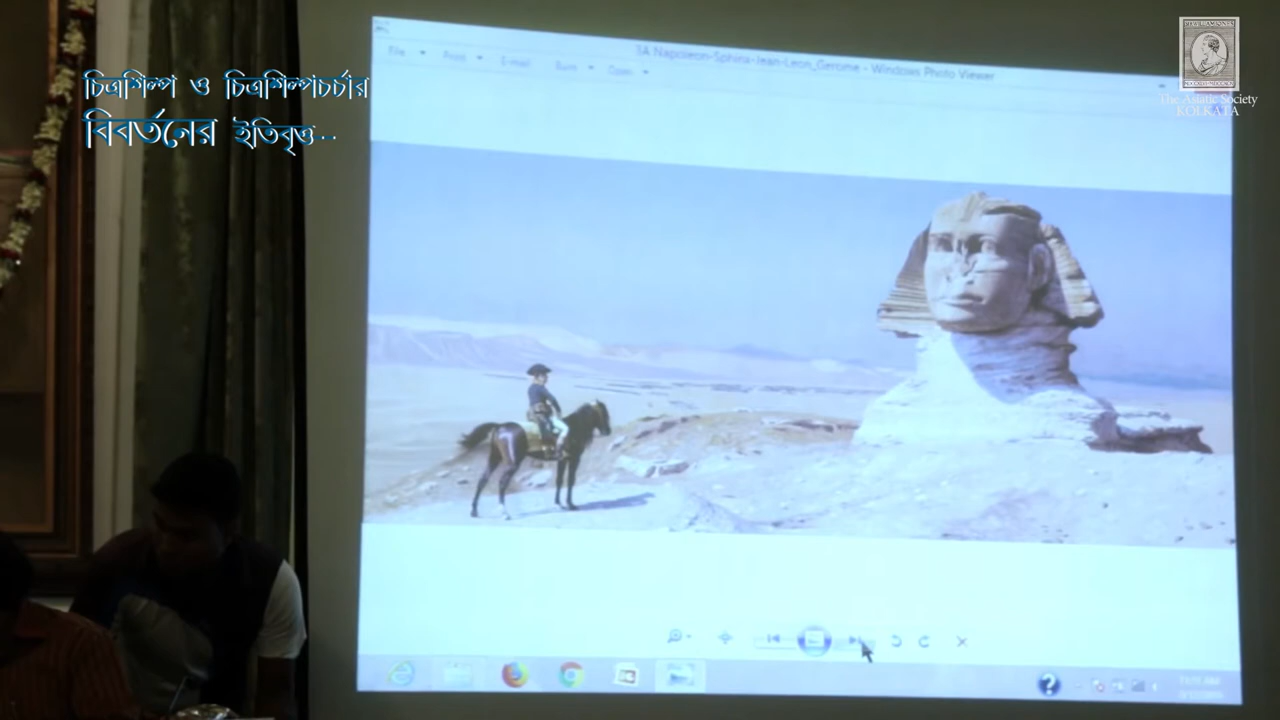 চিত্রশিল্প ও চিত্রশিল্পচর্চার
বিবর্তনের ইতিবৃত্ত..
File Print E-mail Burn Open
3A Napoleon-Sphinx-Jean-Leon_Gerome - Windows Photo Viewer
The Asiatic Society
KOLKATA